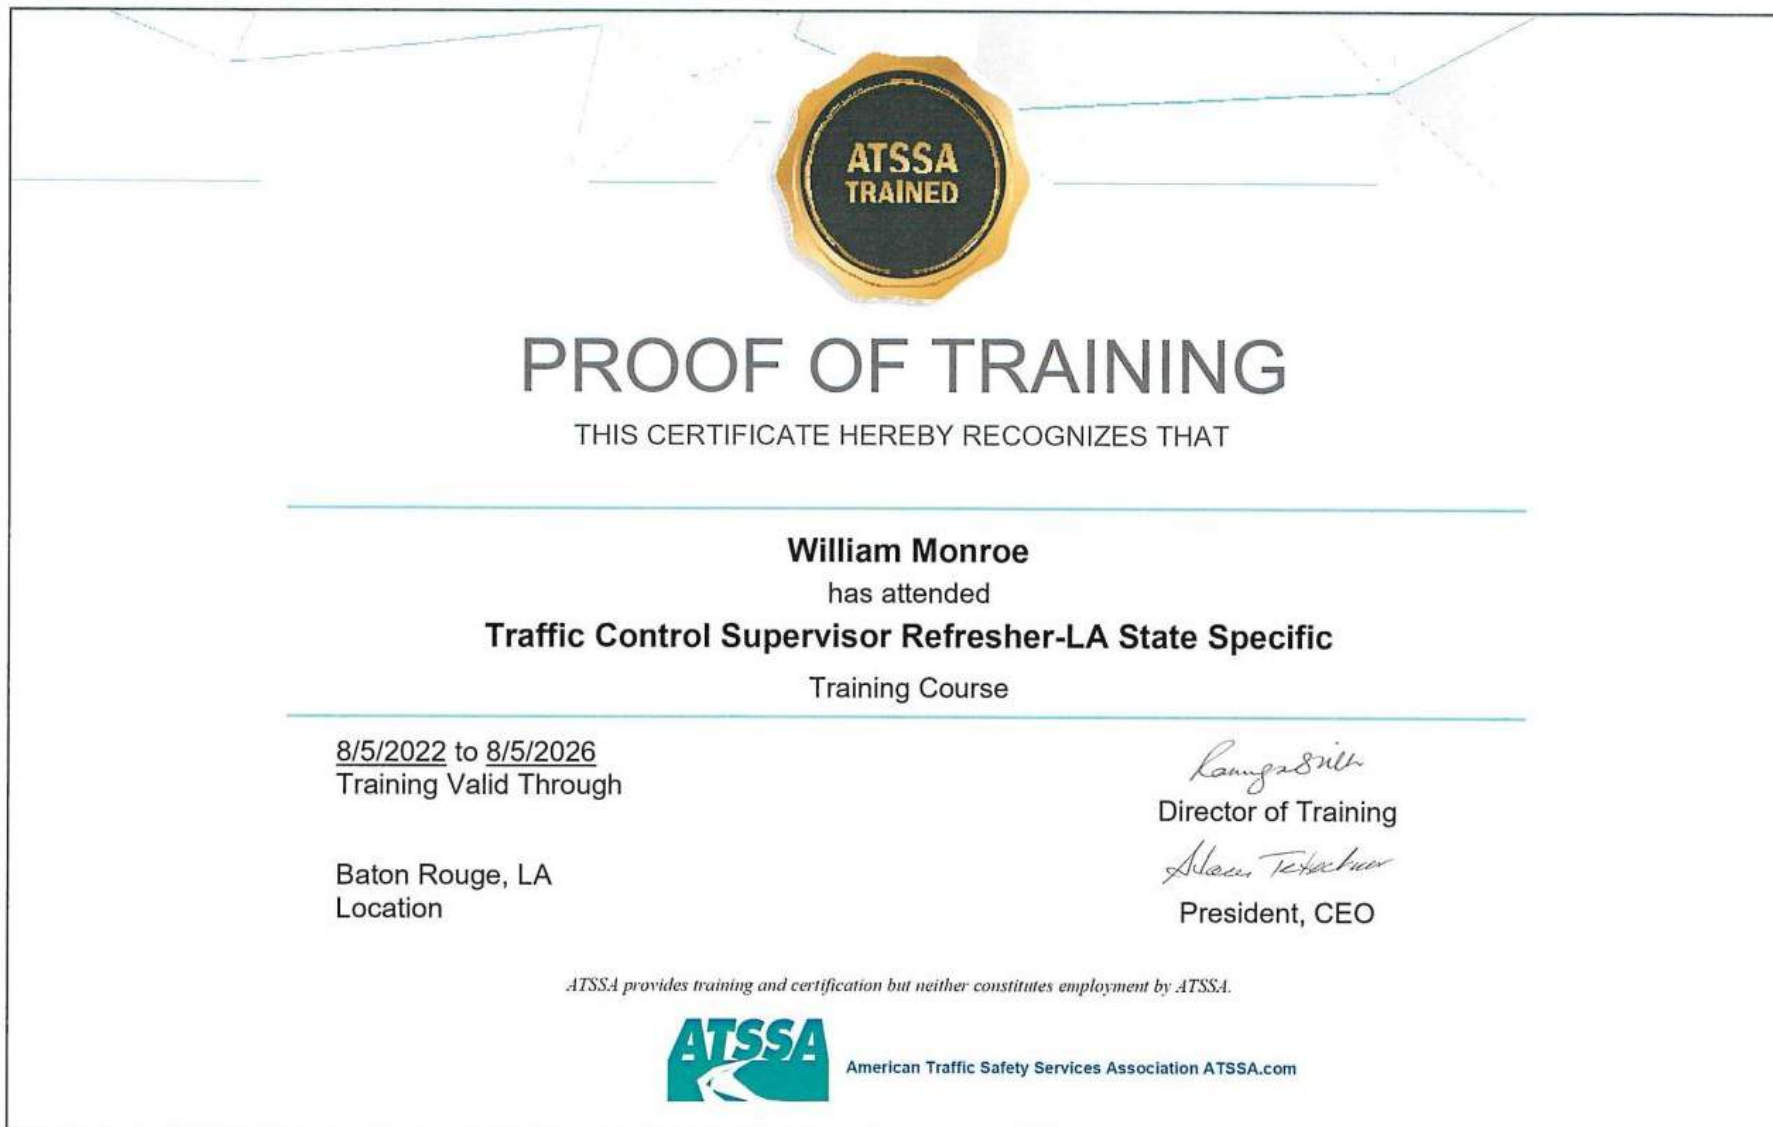 ATSSA
TRAINED
PROOF OF TRAINING
THIS CERTIFICATE HEREBY RECOGNIZES THAT
William Monroe
has attended
Traffic Control Supervisor Refresher-LA State Specific
Training Course
8/5/2022 to 8/5/2026
Training Valid Through
Director of Training
Baton Rouge, LA
Location
President, CEO
ATSSA provides training and certification but neither constitutes employment by ATSSA.
ATSSA
American Traffic Safety Services Association ATSSA.com